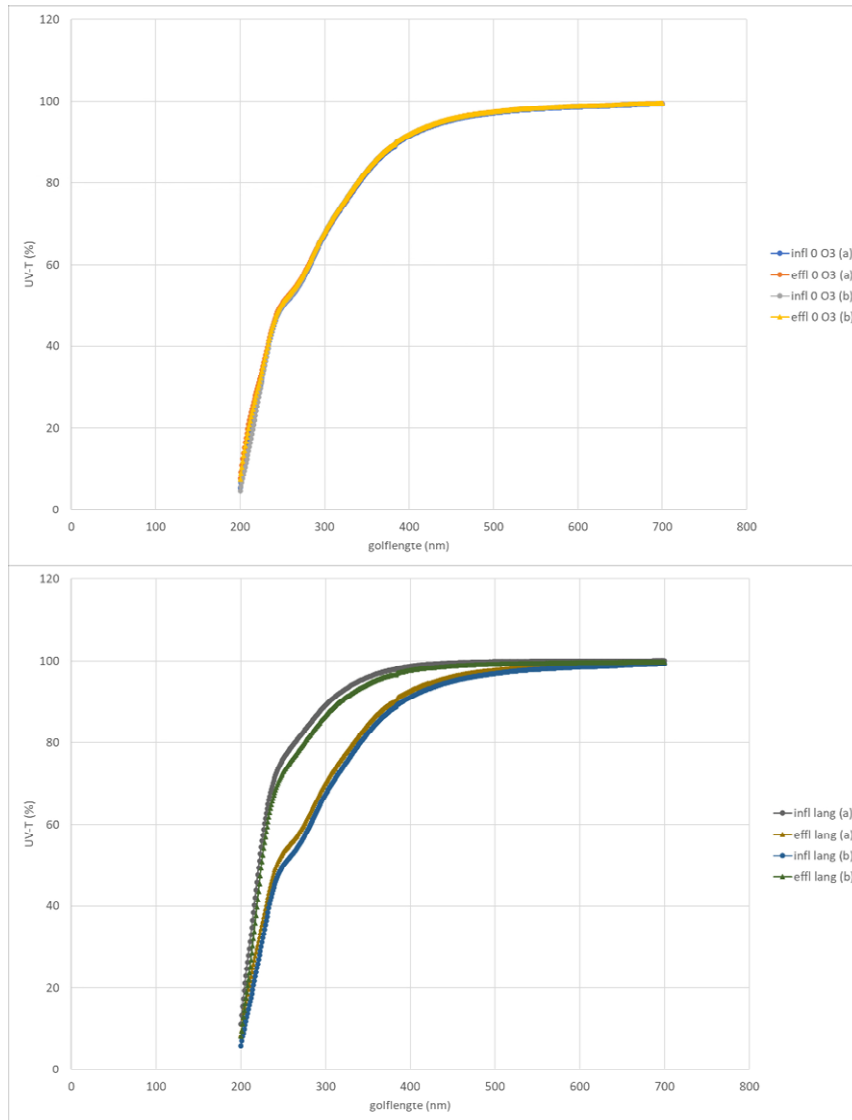 120
100
80
60
40
20
0
UV-T (%)
0 100 200 300 400 500 600 700 800
golflengte (nm)
infl 0 O3 (a)
effl 0 O3 (a)
infl 0 O3 (b)
effl 0 O3 (b)
120
100
80
60
40
20
0
UV-T (%)
0 100 200 300 400 500 600 700 800
golflengte (nm)
infl lang (a)
effl lang (a)
infl lang (b)
effl lang (b)